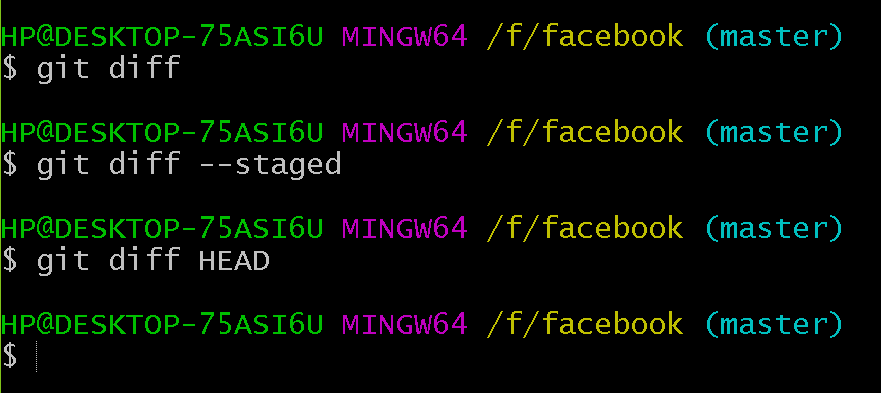 HP@DESKTOP-75ASI6U MINGW64 /f/facebook (master)
$ git diff
HP@DESKTOP-75ASI6U MINGW64 /f/facebook (master)
$ git diff --staged
HP@DESKTOP-75ASI6U MINGW64 /f/facebook (master)
$ git diff HEAD
HP@DESKTOP-75ASI6U MINGW64 /f/facebook (master)
$